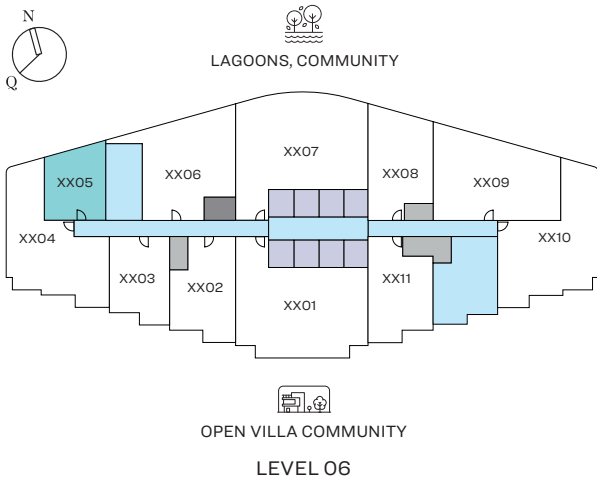 N
Q
LAGOONS, COMMUNITY
XX07
XX05
XX06
XX08
XX09
XX04
XX10
XX03
XX02
XX01
XX11
OPEN VILLA COMMUNITY
LEVEL 06